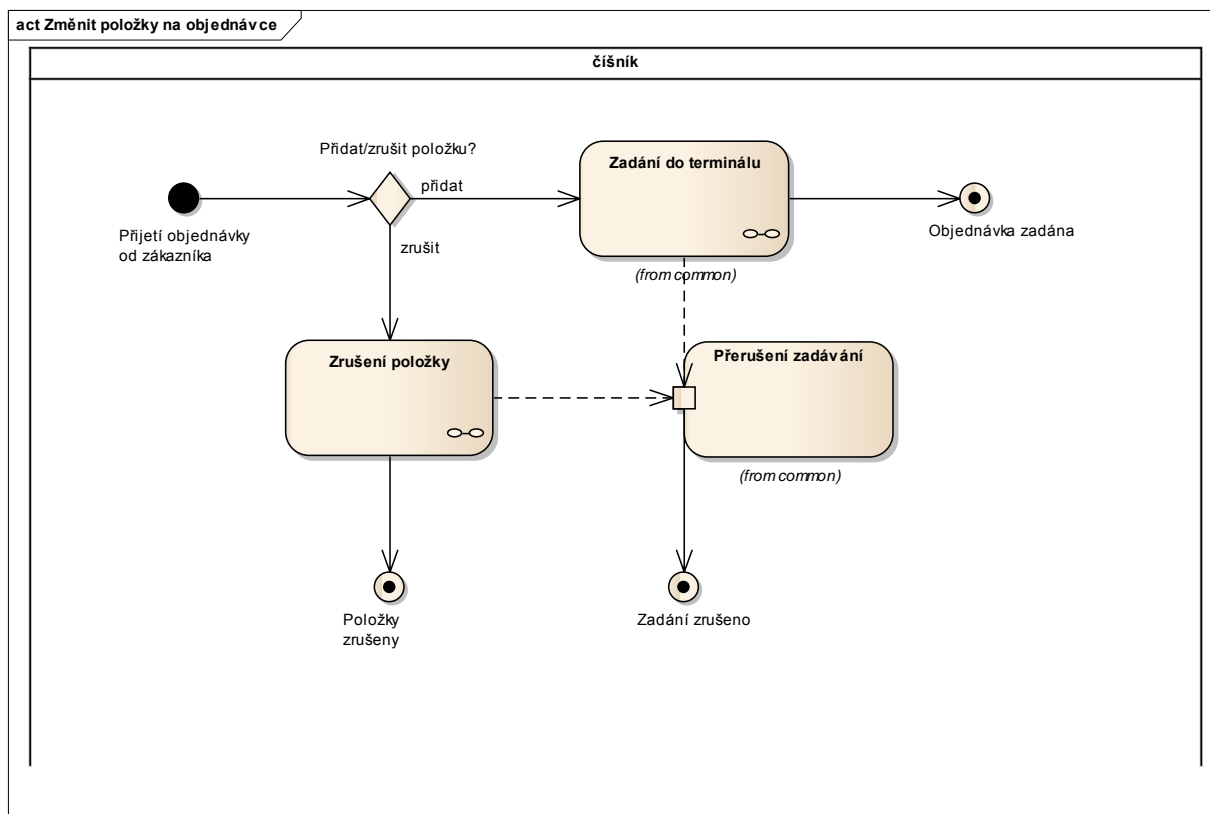 act Změnit položky na objednávce
číšník
Přidat/zrušit položku?
přidat
Zadání do terminálu
Přijetí objednávky
od zákazníka
zrušit
Objednávka zadána
(from common)
Zrušení položky
Přerušení zadávání
(from common)
Položky
zrušeny
Zadání zrušeno